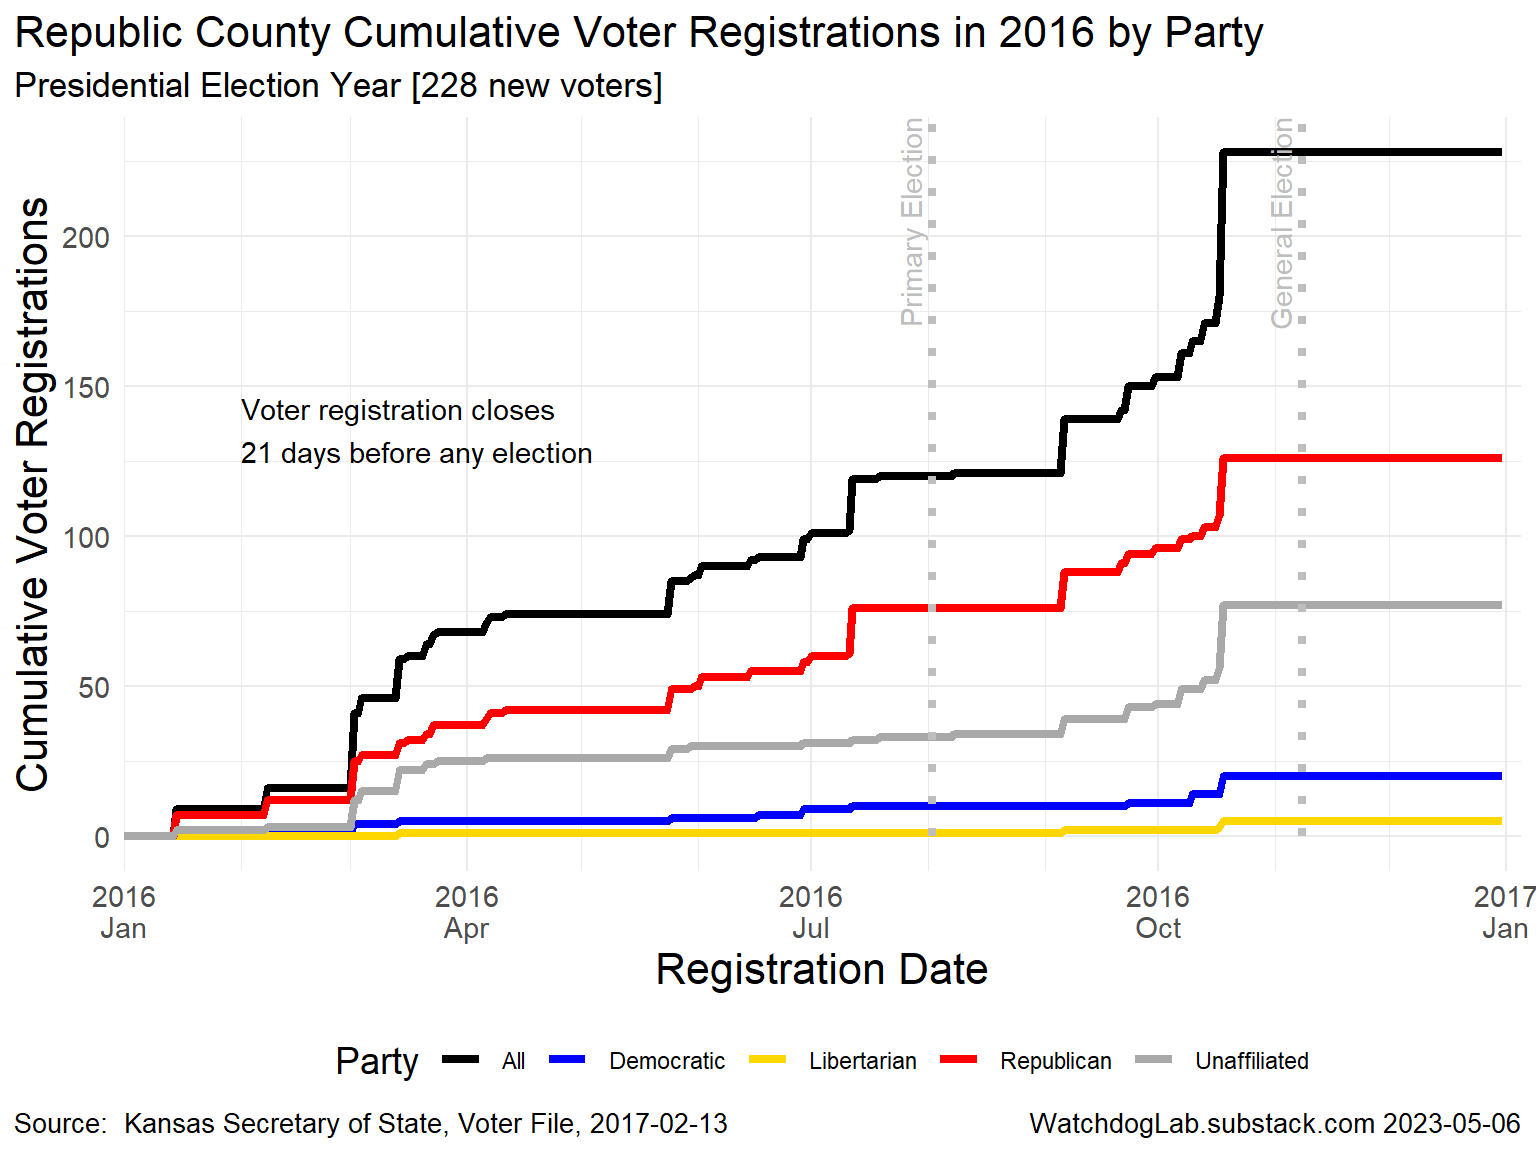 Republic County Cumulative Voter Registrations in 2016 by Party
Presidential Election Year [228 new voters]
Cumulative Voter Registrations
200
150
100
50
0
Primary Election
General Election
Voter registration closes
21 days before any election
2016 2016 2016 2016 2017
Jan Apr Jul Oct Jan
Registration Date
Party All Democratic Libertarian Republican Unaffiliated
Source:  Kansas Secretary of State, Voter File, 2017-02-13
WatchdogLab.substack.com 2023-05-06